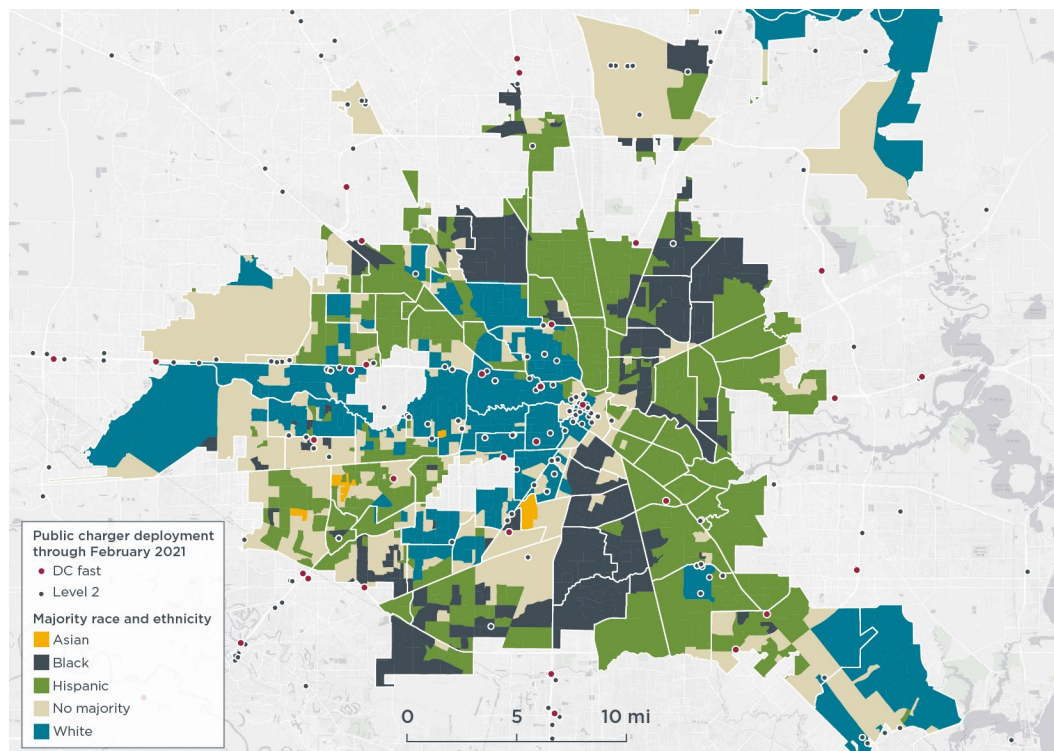 Public charger deployment
through February 2021
DC fast
Level 2
Majority race and ethnicity
Asian
Black
Hispanic
No majority
White
0 5 10 mi